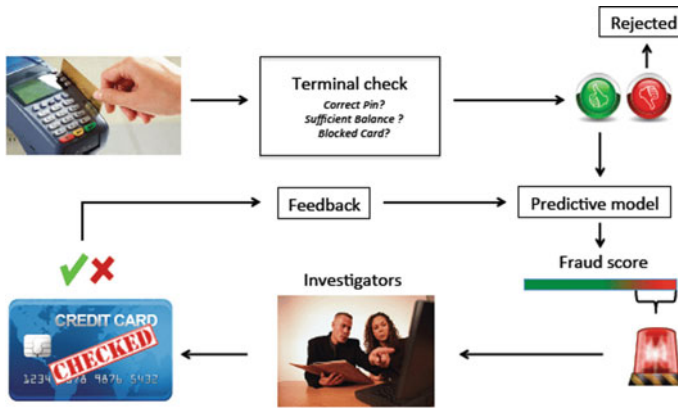 Rejected
Terminal check
Correct Pin?
Sufficient Balance ?
Blocked Card?
Feedback
Predictive model
Fraud score
Investigators
CREDIT CARD
CHECKED
1234 5678 9876 5432